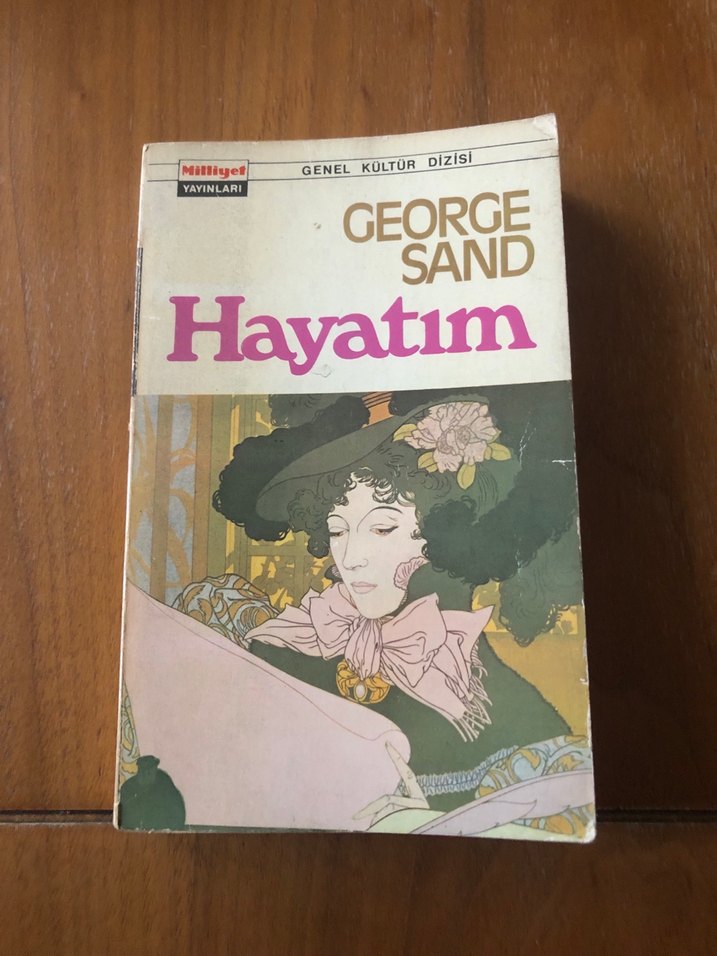 Milliyet
YAYINLARI
GENEL KÜLTÜR DİZİSİ
GEORGE
SAND
Hayatım